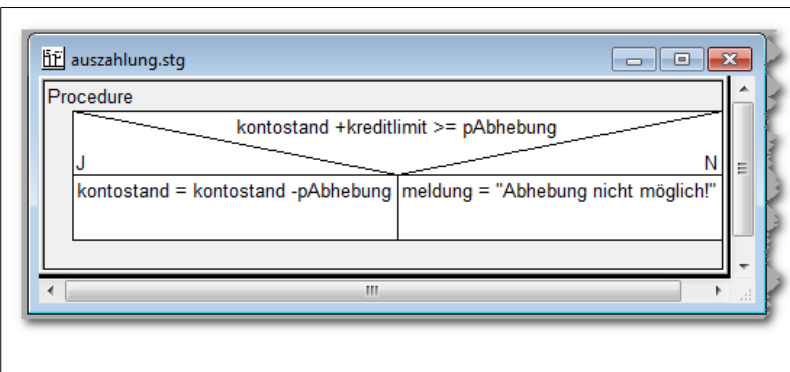 auszahlung.stg
Procedure
kontostand +kreditlimit >= pAbhebung
J N
kontostand = kontostand -pAbhebung meldung = "Abhebung nicht möglich!"